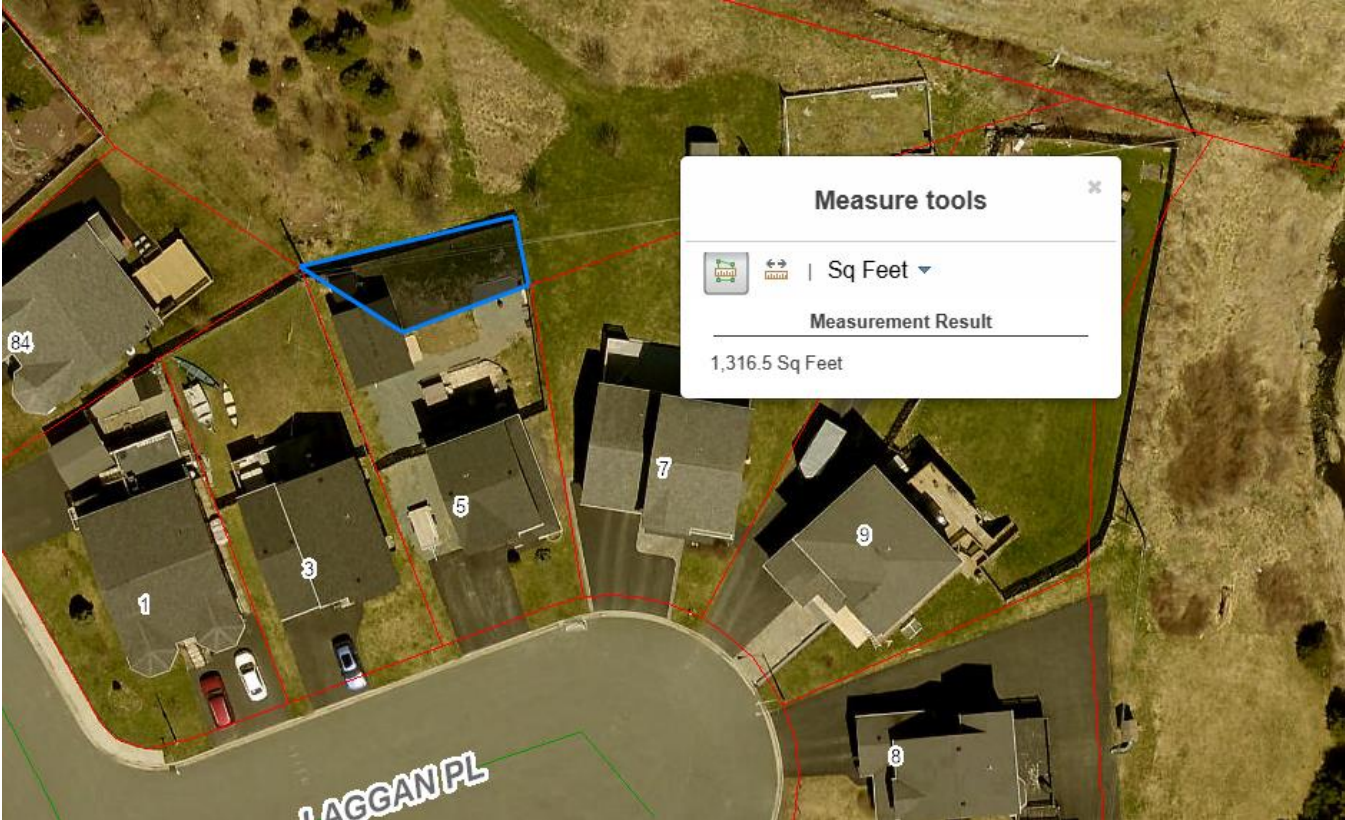 Measure tools
Sq Feet
Measurement Result
1,316.5 Sq Feet
84
7
5
9
3
1
8
LAGGAN PL